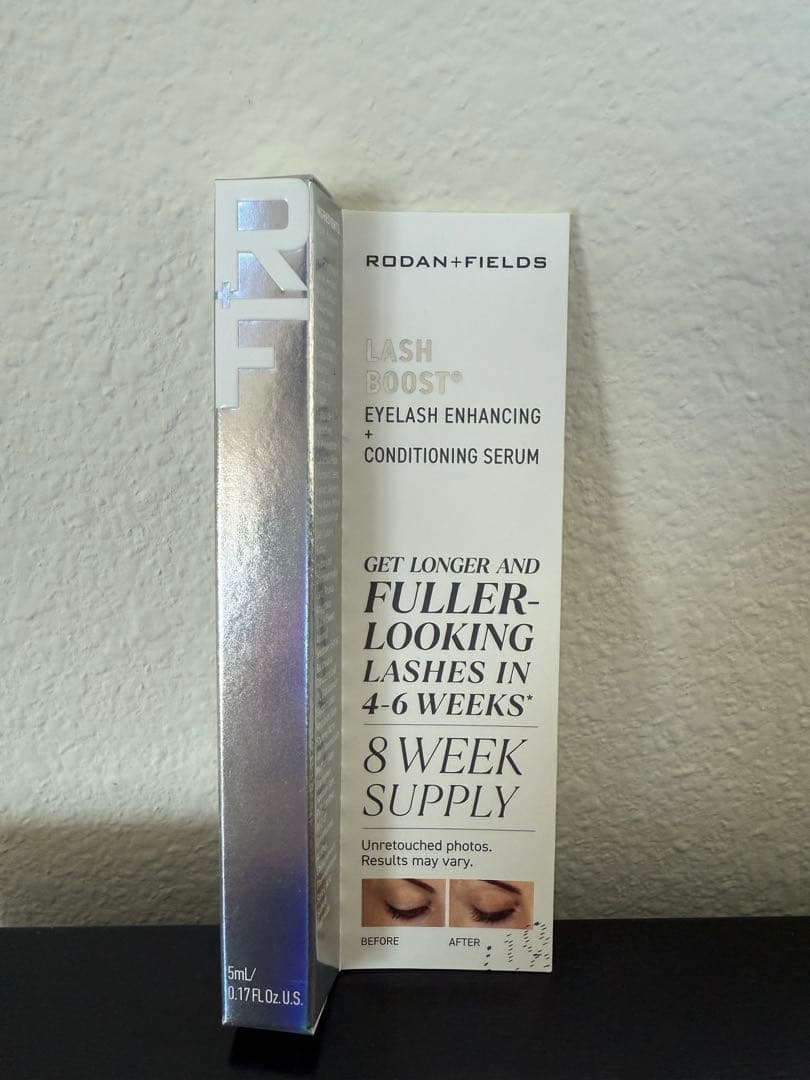 R
+
F
5mL/
0.17 FL Oz. U.S.
RODAN+FIELDS
LASH
BOOST®
EYELASH ENHANCING
+
CONDITIONING SERUM
GET LONGER AND
FULLER-
LOOKING
LASHES IN
4-6 WEEKS*
8 WEEK
SUPPLY
Unretouched photos.
Results may vary.
BEFORE
AFTER